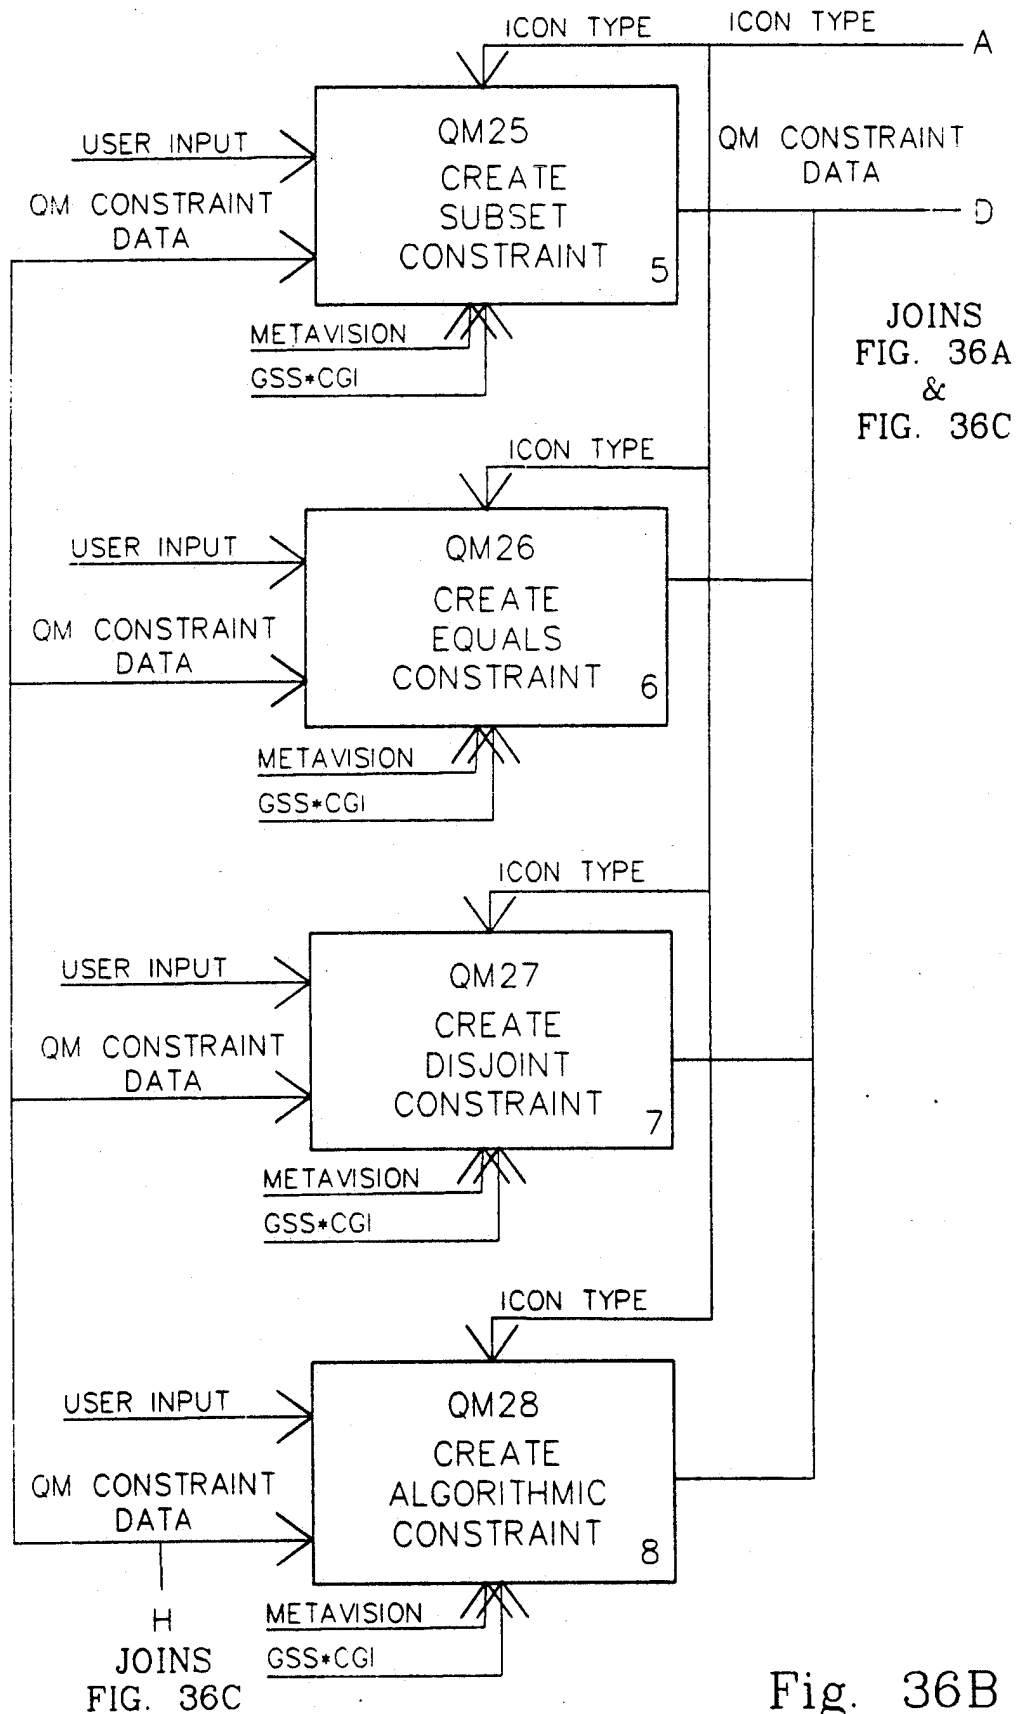 ICON TYPE
ICON TYPE
A
QM25
CREATE
SUBSET
CONSTRAINT
5
USER INPUT
QM CONSTRAINT
DATA
QM CONSTRAINT
DATA
D
METAVISION
GSS*CGI
JOINS
FIG. 36A
&
FIG. 36C
ICON TYPE
QM26
CREATE
EQUALS
CONSTRAINT
6
USER INPUT
QM CONSTRAINT
DATA
METAVISION
GSS*CGI
ICON TYPE
QM27
CREATE
DISJOINT
CONSTRAINT
7
USER INPUT
QM CONSTRAINT
DATA
METAVISION
GSS*CGI
ICON TYPE
QM28
CREATE
ALGORITHMIC
CONSTRAINT
8
USER INPUT
QM CONSTRAINT
DATA
METAVISION
GSS*CGI
H
JOINS
FIG. 36C
Fig. 36B